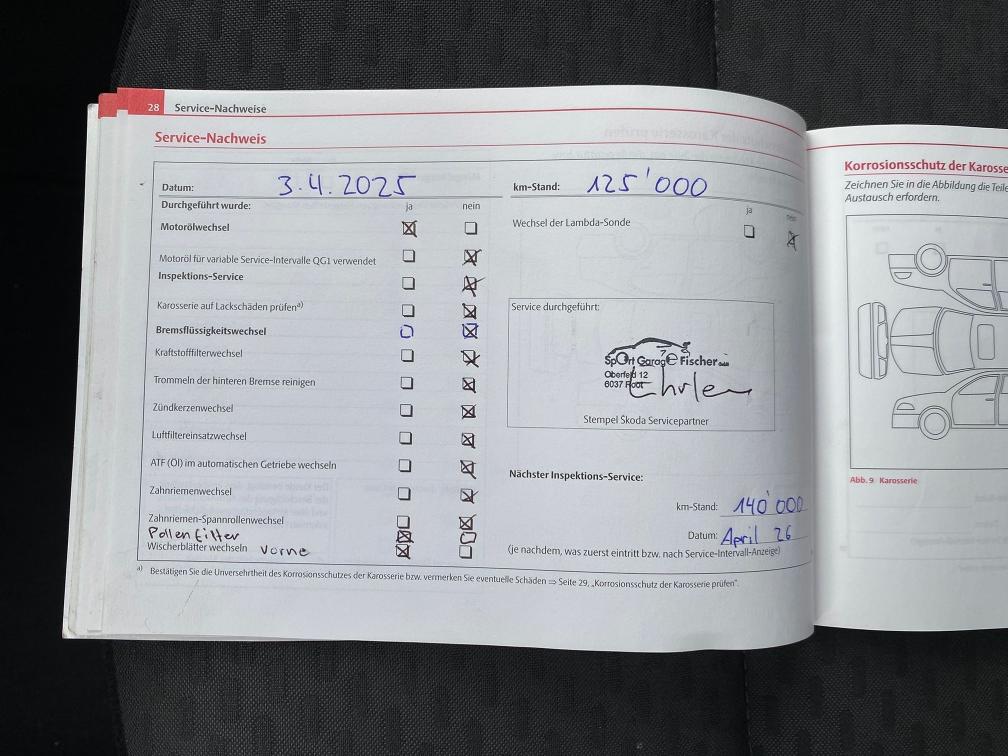 28 Service-Nachweise
Service-Nachweis
Datum: 3.4.2025
km-Stand: 125'000
Durchgeführt wurde: ja nein
Motorölwechsel
Motoröl für variable Service-Intervalle QG1 verwendet
Inspektions-Service
Karosserie auf Lackschäden prüfen a)
Bremsflüssigkeitswechsel
Kraftstofffilterwechsel
Trommeln der hinteren Bremse reinigen
Zündkerzenwechsel
Luftfiltereinsatzwechsel
ATF (Öl) im automatischen Getriebe wechseln
Zahnriemenwechsel
Zahnriemen-Spannrollenwechsel
Pollenfilter
Wischerblätter wechseln vorne
ja nein
Wechsel der Lambda-Sonde
Service durchgeführt:
Sport Garage Fischer
Oberfeld 12
6037 Root
Stempel Škoda Servicepartner
Nächster Inspektions-Service:
km-Stand: 140'000
Datum: April 26
(je nachdem, was zuerst eintritt bzw. nach Service-Intervall-Anzeige)
a) Bestätigen Sie die Unversehrtheit des Korrosionsschutzes der Karosserie bzw. vermerken Sie eventuelle Schäden ⇒ Seite 29, „Korrosionsschutz der Karosserie prüfen".
Korrosionsschutz der Karosse
Zeichnen Sie in die Abbildung die Teile
Austausch erfordern.
Abb. 9 Karosserie